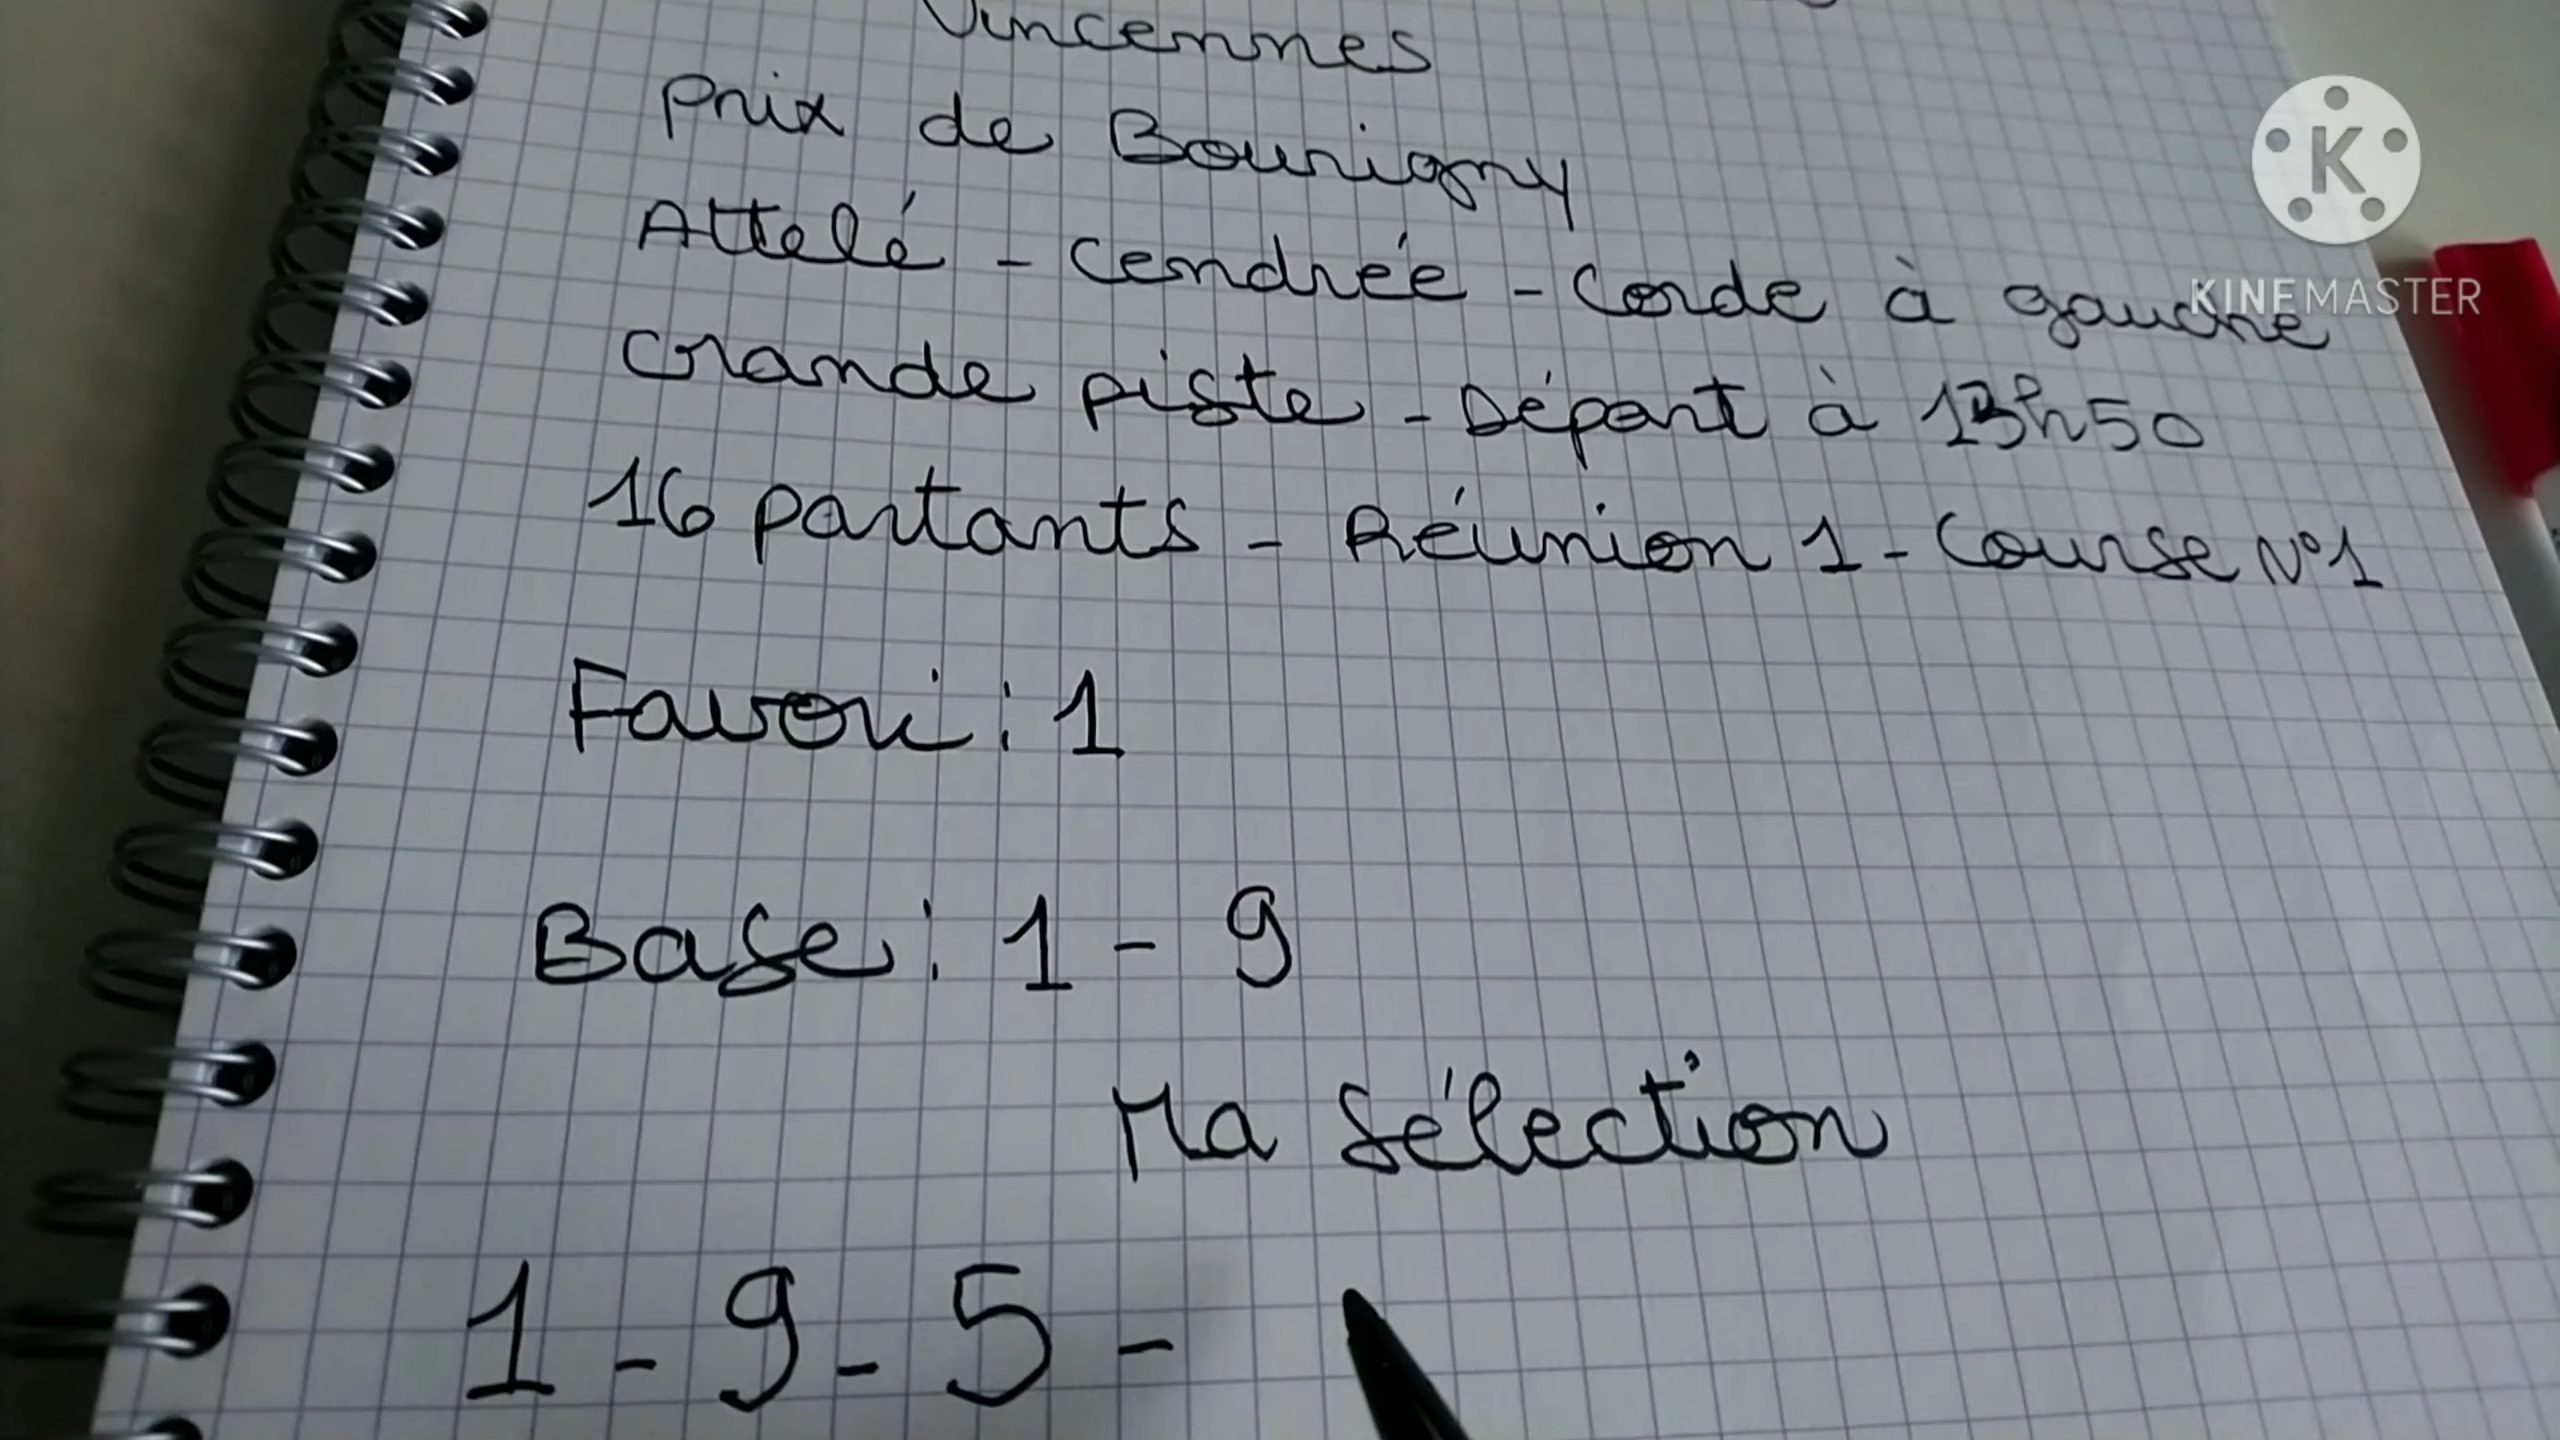 Vincennes
Prix de Bourigny
Attelé - Cendrée - Corde à gauche
Grande piste - Départ à 13h50
16 partants - Réunion 1 - Course N°1
Favori : 1
Base : 1 - 9
Ma Sélection
1 - 9 - 5 -
K
KINEMASTER